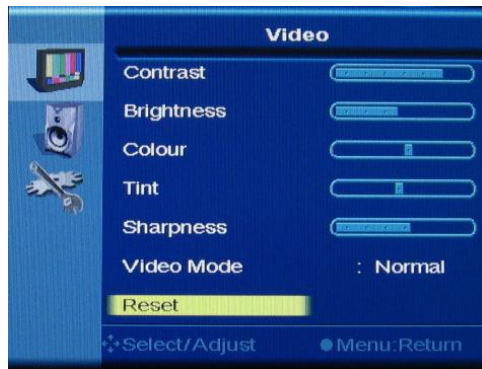 Video
Contrast
Brightness
Colour
Tint
Sharpness
Video Mode : Normal
Reset
Select/Adjust Menu:Return